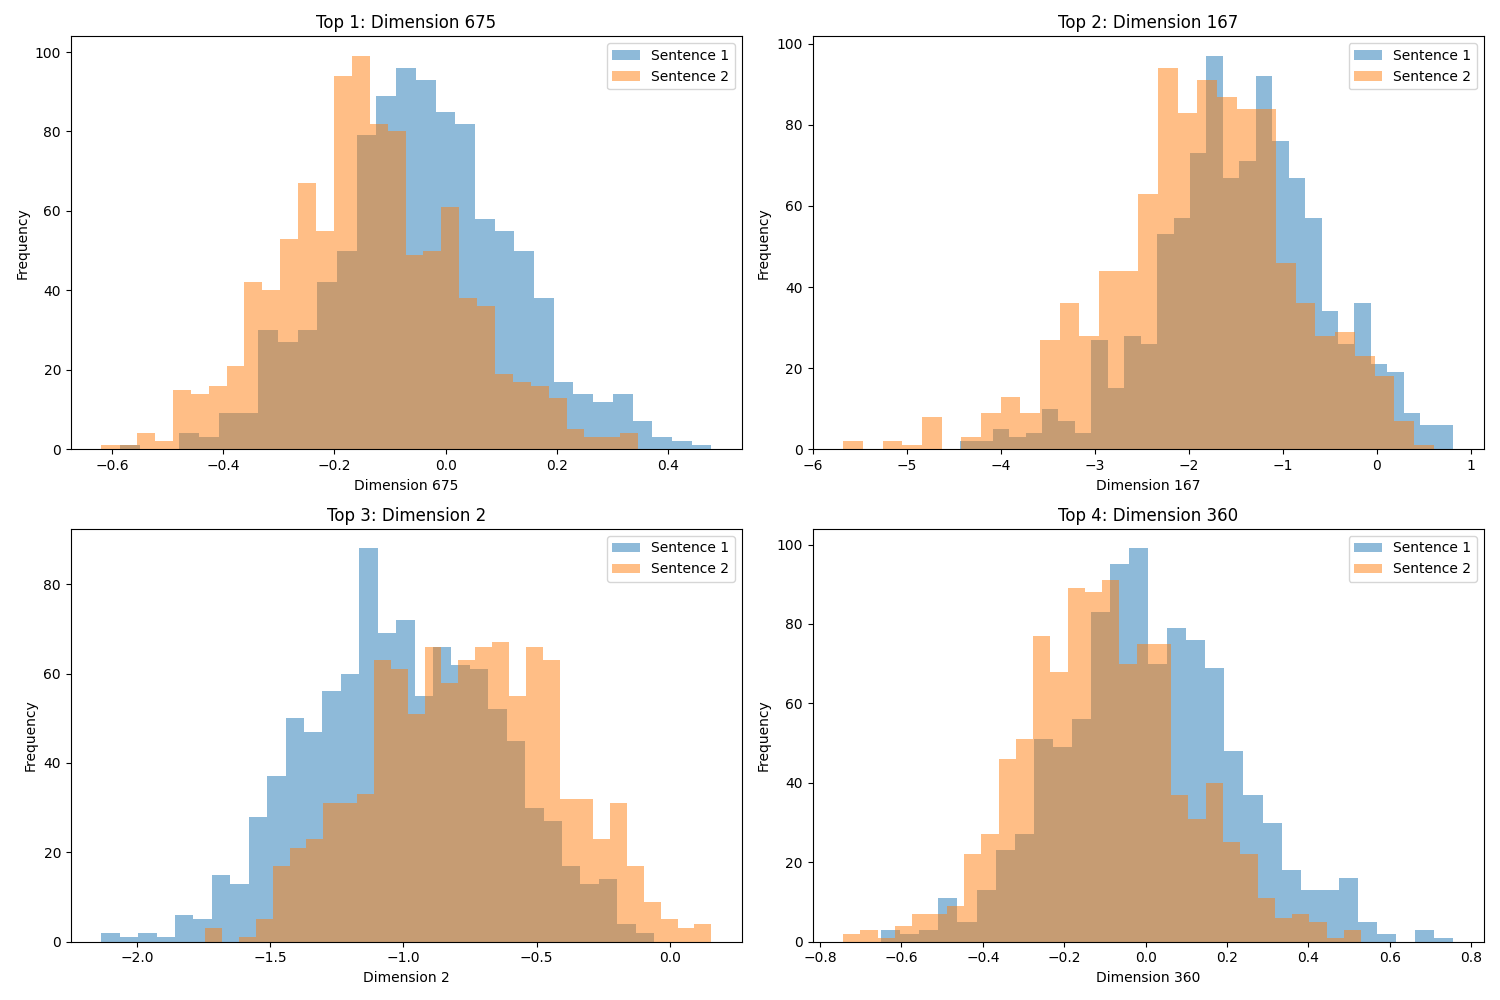 Top 1: Dimension 675
Sentence 1
Sentence 2
100
80
60
40
20
0
Frequency
−0.6 −0.4 −0.2 0.0 0.2 0.4
Dimension 675
Top 2: Dimension 167
Sentence 1
Sentence 2
100
80
60
40
20
0
Frequency
−6 −5 −4 −3 −2 −1 0 1
Dimension 167
Top 3: Dimension 2
Sentence 1
Sentence 2
80
60
40
20
0
Frequency
−2.0 −1.5 −1.0 −0.5 0.0
Dimension 2
Top 4: Dimension 360
Sentence 1
Sentence 2
100
80
60
40
20
0
Frequency
−0.8 −0.6 −0.4 −0.2 0.0 0.2 0.4 0.6 0.8
Dimension 360